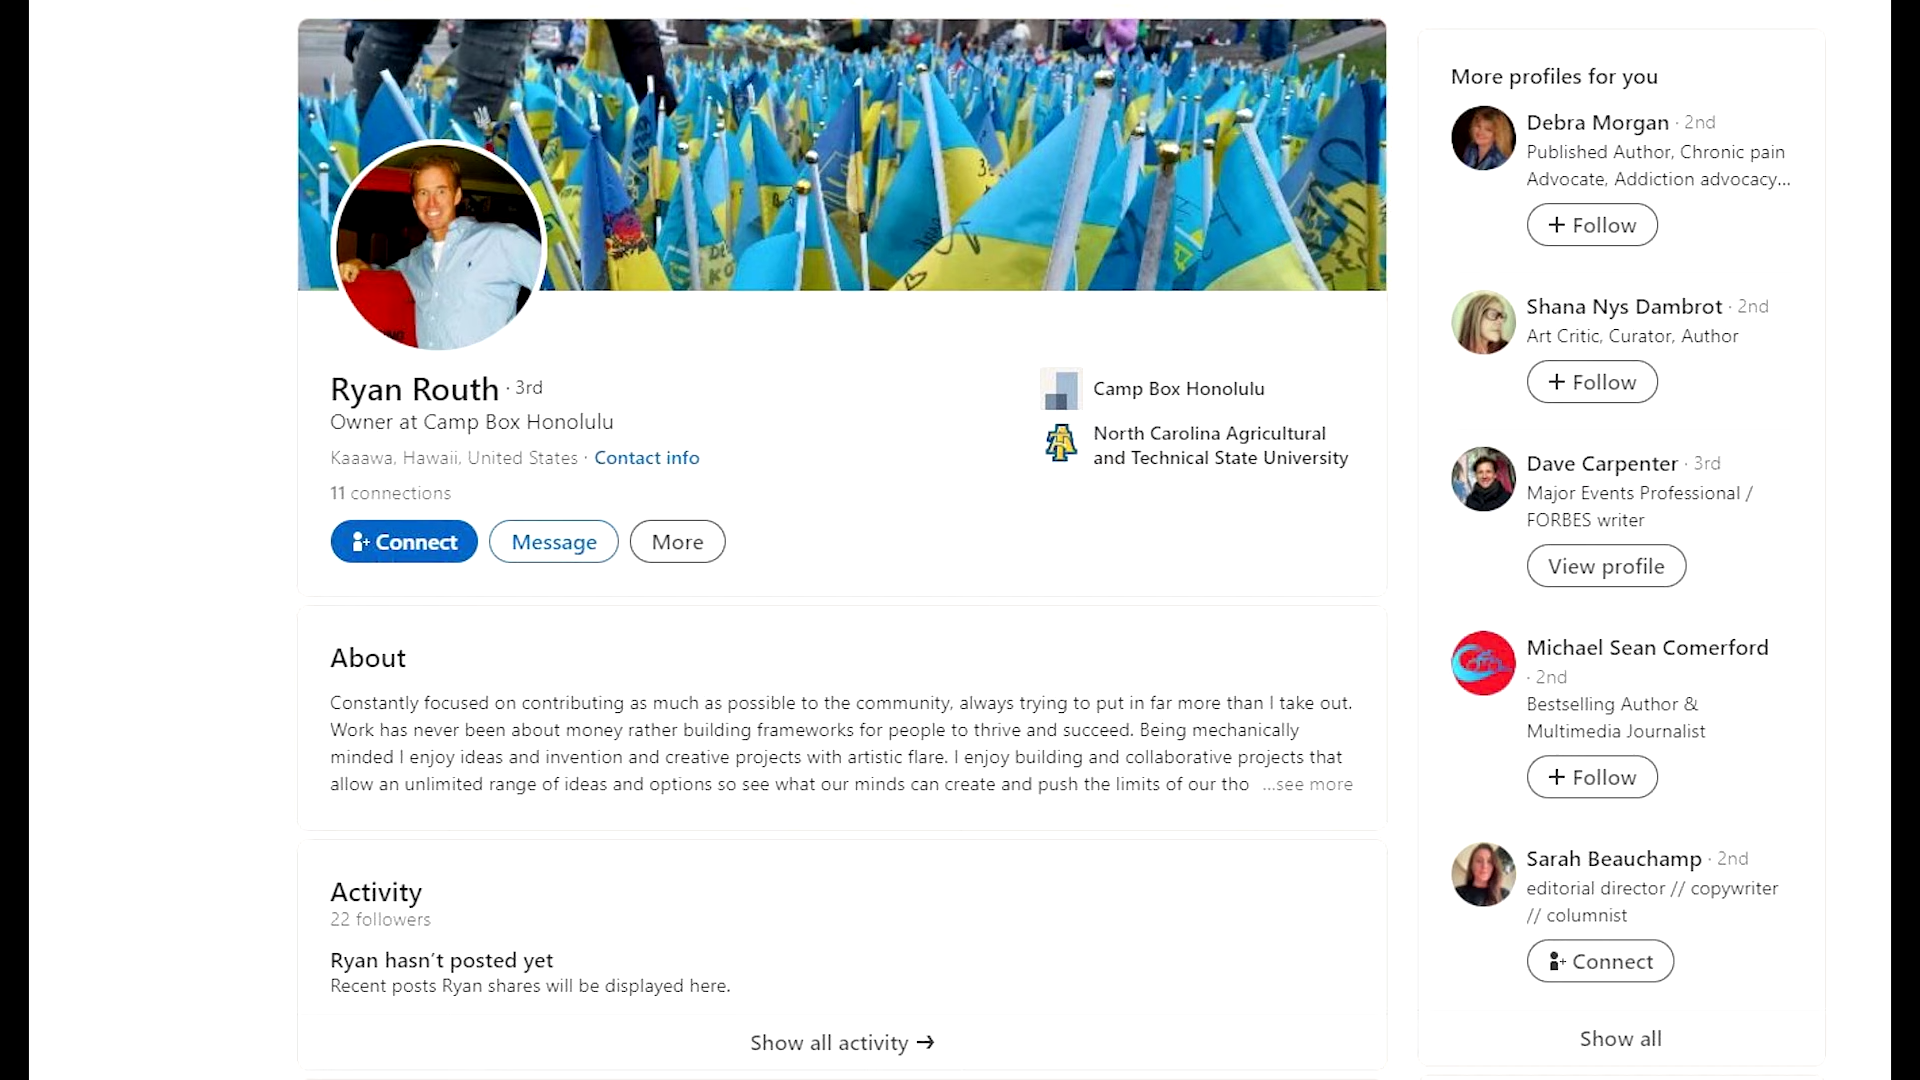 Ryan Routh · 3rd
Owner at Camp Box Honolulu
Kaaawa, Hawaii, United States · Contact info
11 connections
Connect
Message
More
Camp Box Honolulu
North Carolina Agricultural
and Technical State University
About
Constantly focused on contributing as much as possible to the community, always trying to put in far more than I take out.
Work has never been about money rather building frameworks for people to thrive and succeed. Being mechanically
minded I enjoy ideas and invention and creative projects with artistic flare. I enjoy building and collaborative projects that
allow an unlimited range of ideas and options so see what our minds can create and push the limits of our tho ...see more
Activity
22 followers
Ryan hasn't posted yet
Recent posts Ryan shares will be displayed here.
Show all activity →
More profiles for you
Debra Morgan · 2nd
Published Author, Chronic pain
Advocate, Addiction advocacy...
+ Follow
Shana Nys Dambrot · 2nd
Art Critic, Curator, Author
+ Follow
Dave Carpenter · 3rd
Major Events Professional /
FORBES writer
View profile
Michael Sean Comerford
· 2nd
Bestselling Author &
Multimedia Journalist
+ Follow
Sarah Beauchamp · 2nd
editorial director // copywriter
// columnist
Connect
Show all